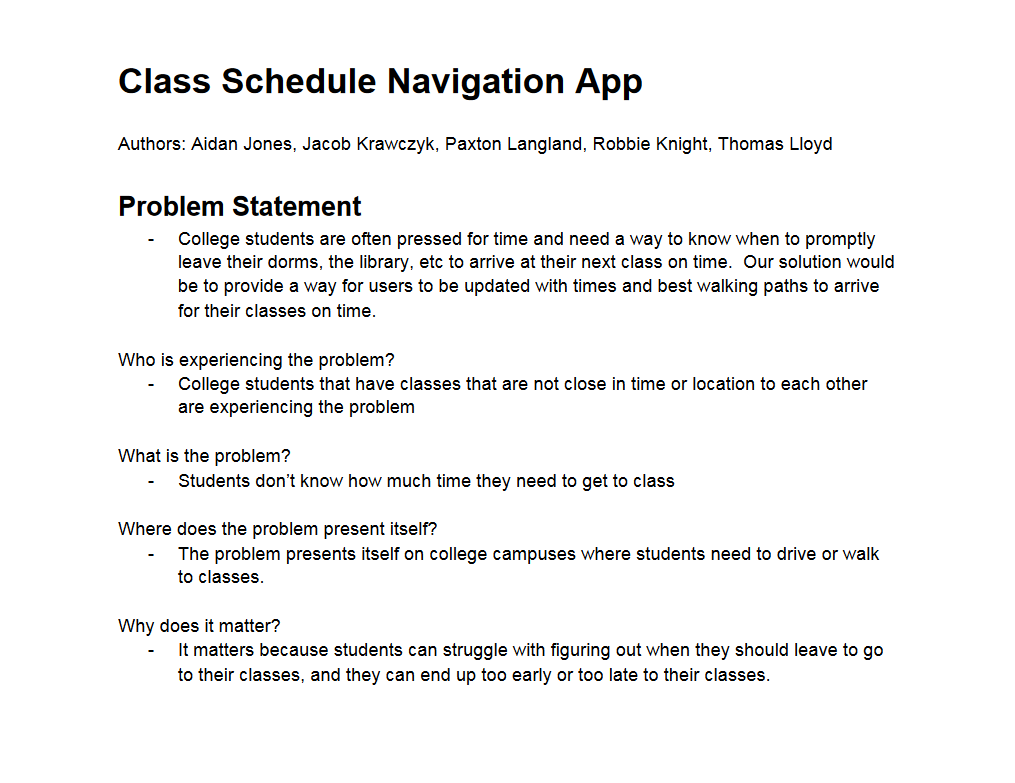 Class Schedule Navigation App
Authors: Aidan Jones, Jacob Krawczyk, Paxton Langland, Robbie Knight, Thomas Lloyd
Problem Statement
- College students are often pressed for time and need a way to know when to promptly
leave their dorms, the library, etc to arrive at their next class on time.  Our solution would
be to provide a way for users to be updated with times and best walking paths to arrive
for their classes on time.
Who is experiencing the problem?
- College students that have classes that are not close in time or location to each other
are experiencing the problem
What is the problem?
- Students don’t know how much time they need to get to class
Where does the problem present itself?
- The problem presents itself on college campuses where students need to drive or walk
to classes.
Why does it matter?
- It matters because students can struggle with figuring out when they should leave to go
to their classes, and they can end up too early or too late to their classes.